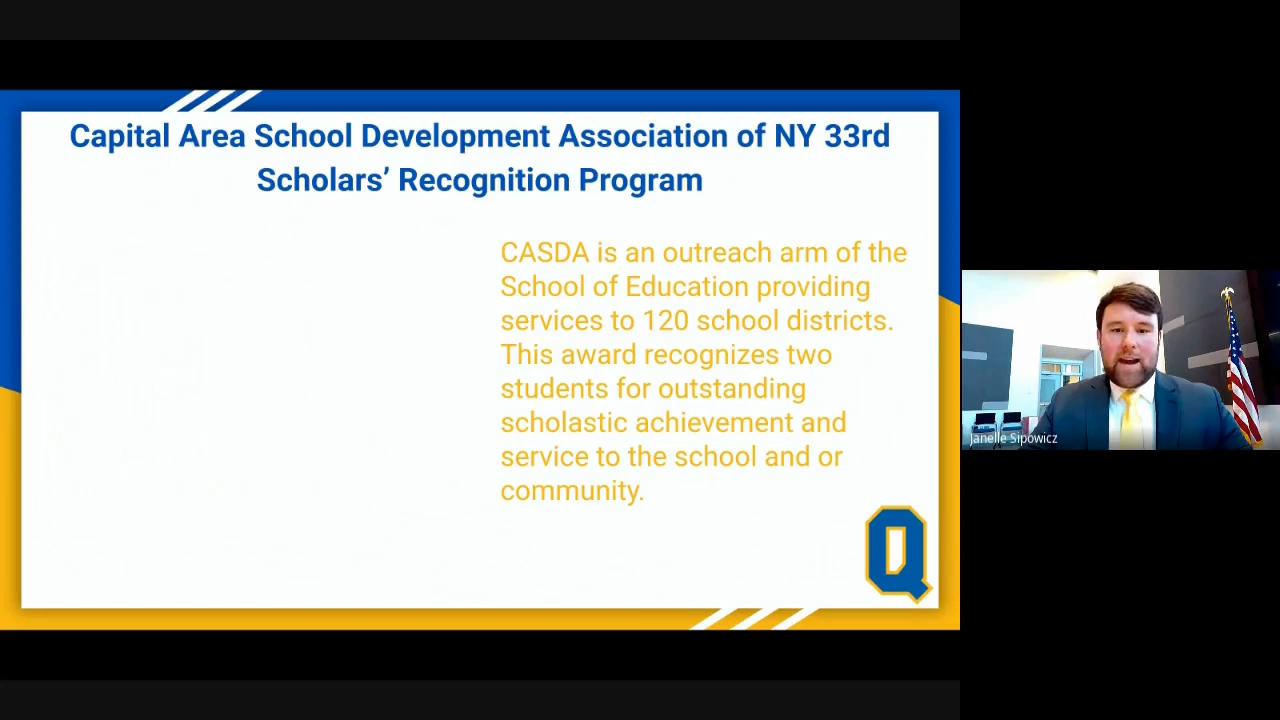 Capital Area School Development Association of NY 33rd
Scholars’ Recognition Program
CASDA is an outreach arm of the
School of Education providing
services to 120 school districts.
This award recognizes two
students for outstanding
scholastic achievement and
service to the school and or
community.
Q
Janelle Sipowicz